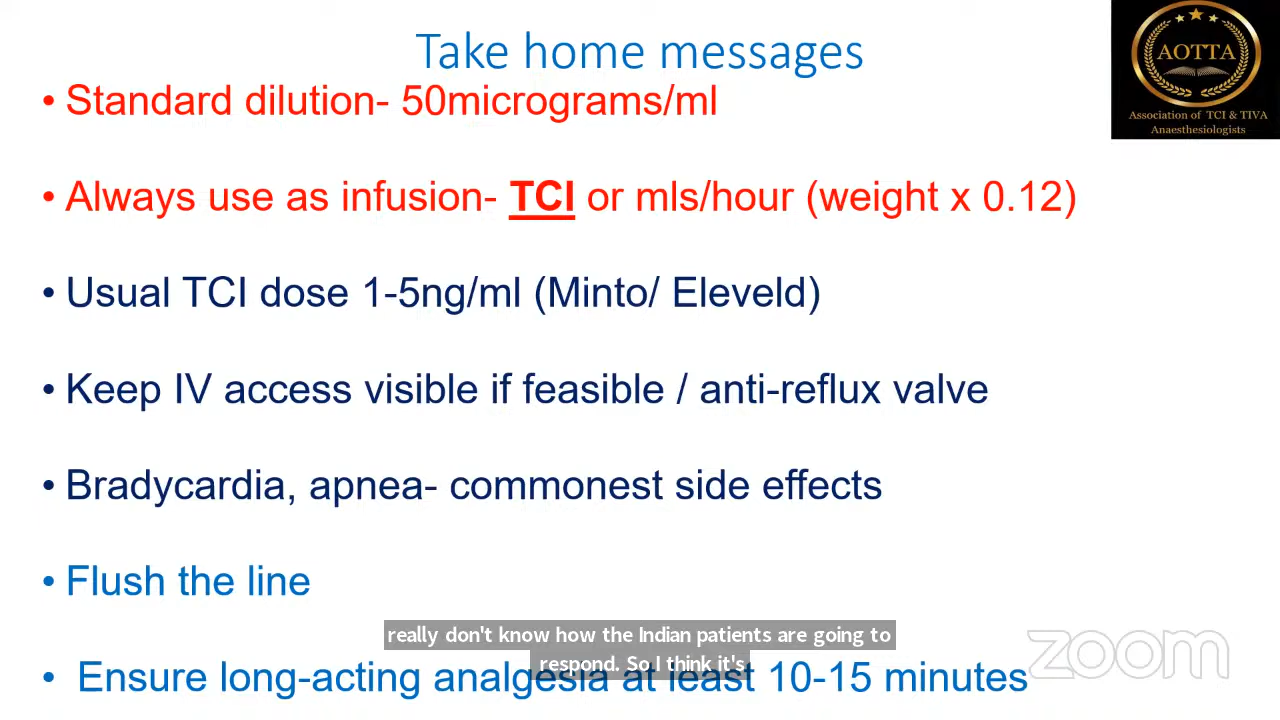 Take home messages
AOTTA
Association of TCI & TIVA
Anaesthesiologists
• Standard dilution- 50micrograms/ml
• Always use as infusion- TCI or mls/hour (weight x 0.12)
• Usual TCI dose 1-5ng/ml (Minto/ Eleveld)
• Keep IV access visible if feasible / anti-reflux valve
• Bradycardia, apnea- commonest side effects
• Flush the line
really don't know how the Indian patients are going to
respond. So I think it's
zoom
• Ensure long-acting analgesia at least 10-15 minutes